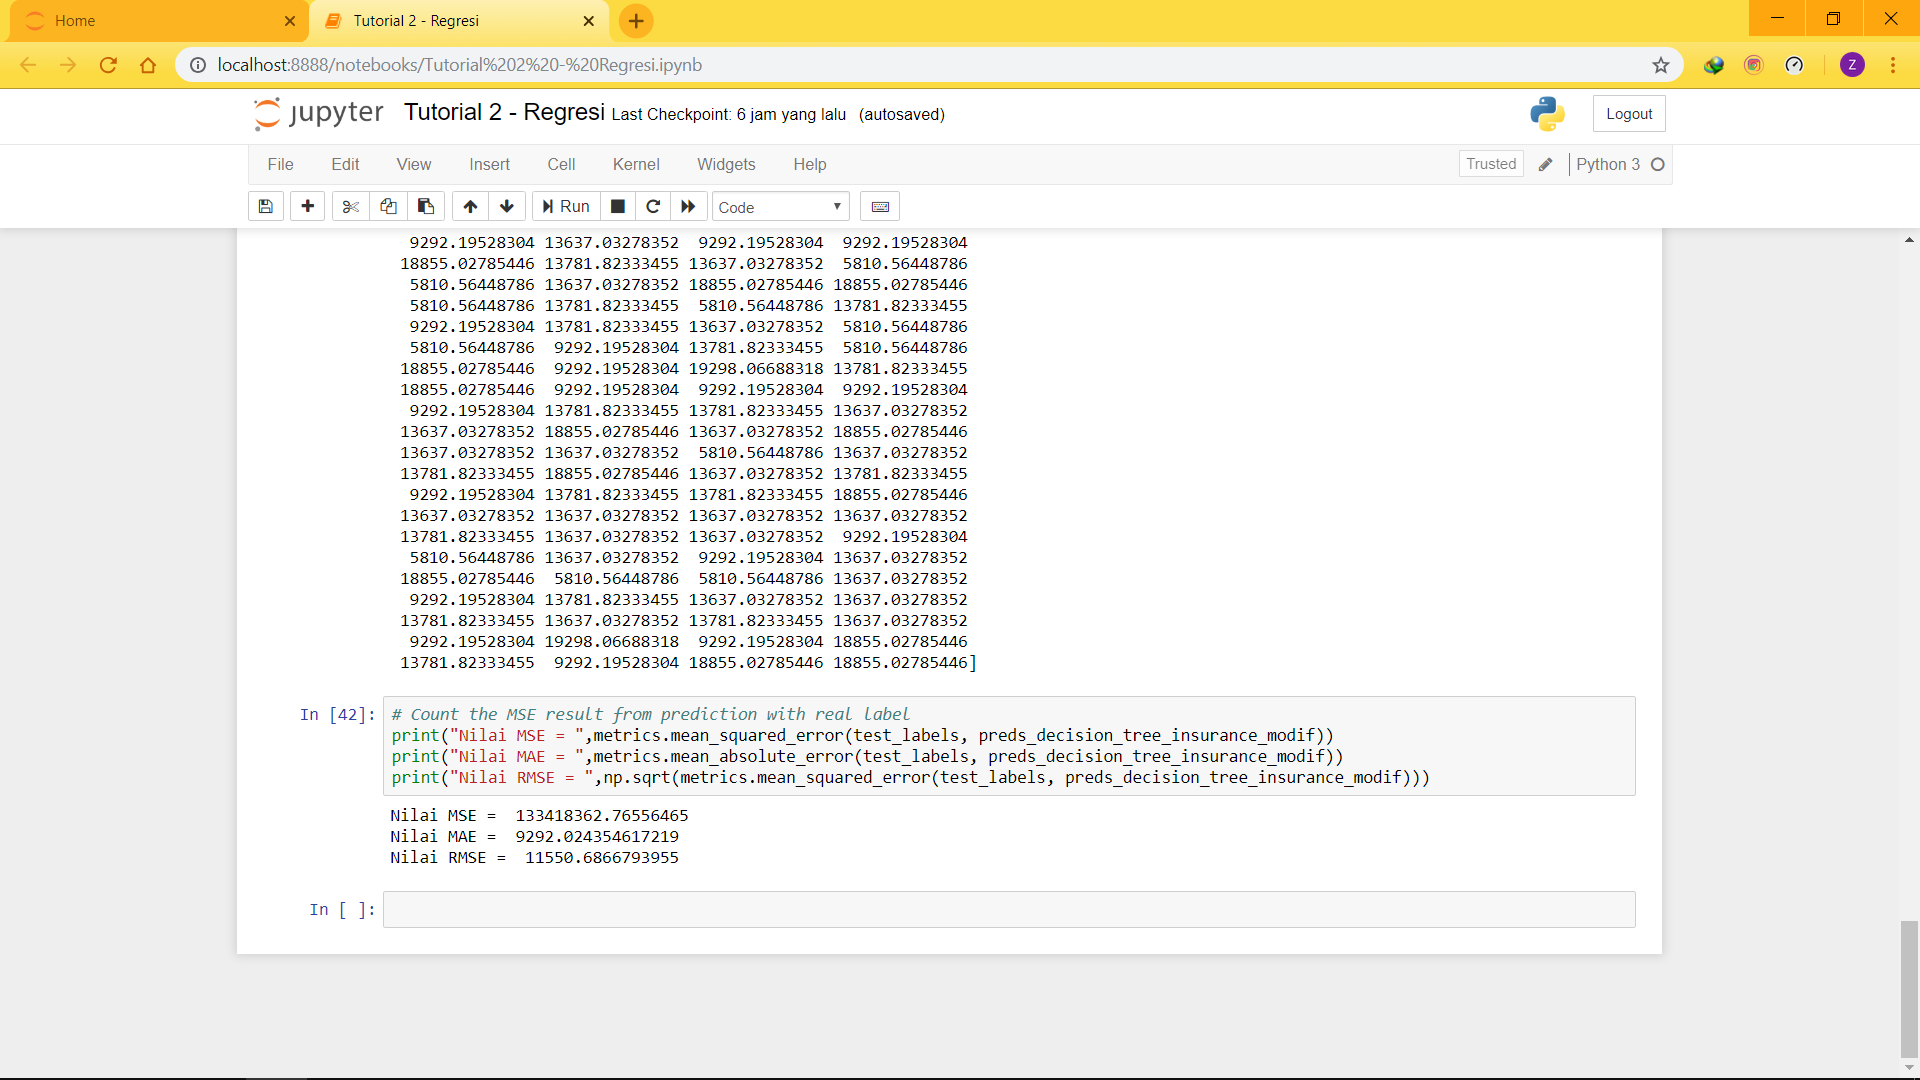 Home
Tutorial 2 - Regresi
localhost:8888/notebooks/Tutorial%202%20-%20Regresi.ipynb
Z
jupyter Tutorial 2 - Regresi Last Checkpoint: 6 jam yang lalu (autosaved)
Logout
File Edit View Insert Cell Kernel Widgets Help
Trusted Python 3
Run Code
9292.19528304 13637.03278352 9292.19528304 9292.19528304
18855.02785446 13781.82333455 13637.03278352 5810.56448786
5810.56448786 13637.03278352 18855.02785446 18855.02785446
5810.56448786 13781.82333455 5810.56448786 13781.82333455
9292.19528304 13781.82333455 13637.03278352 5810.56448786
5810.56448786 9292.19528304 13781.82333455 5810.56448786
18855.02785446 9292.19528304 19298.06688318 13781.82333455
18855.02785446 9292.19528304 9292.19528304 9292.19528304
9292.19528304 13781.82333455 13781.82333455 13637.03278352
13637.03278352 18855.02785446 13637.03278352 18855.02785446
13637.03278352 13637.03278352 5810.56448786 13637.03278352
13781.82333455 18855.02785446 13637.03278352 13781.82333455
9292.19528304 13781.82333455 13781.82333455 18855.02785446
13637.03278352 13637.03278352 13637.03278352 13637.03278352
13781.82333455 13637.03278352 13637.03278352 9292.19528304
5810.56448786 13637.03278352 9292.19528304 13637.03278352
18855.02785446 5810.56448786 5810.56448786 13637.03278352
9292.19528304 13781.82333455 13637.03278352 13637.03278352
13781.82333455 13637.03278352 13781.82333455 13637.03278352
9292.19528304 19298.06688318 9292.19528304 18855.02785446
13781.82333455 9292.19528304 18855.02785446 18855.02785446]
In [42]: # Count the MSE result from prediction with real label
print("Nilai MSE = ",metrics.mean_squared_error(test_labels, preds_decision_tree_insurance_modif))
print("Nilai MAE = ",metrics.mean_absolute_error(test_labels, preds_decision_tree_insurance_modif))
print("Nilai RMSE = ",np.sqrt(metrics.mean_squared_error(test_labels, preds_decision_tree_insurance_modif)))
Nilai MSE =  133418362.76556465
Nilai MAE =  9292.024354617219
Nilai RMSE =  11550.6866793955
In [ ]: